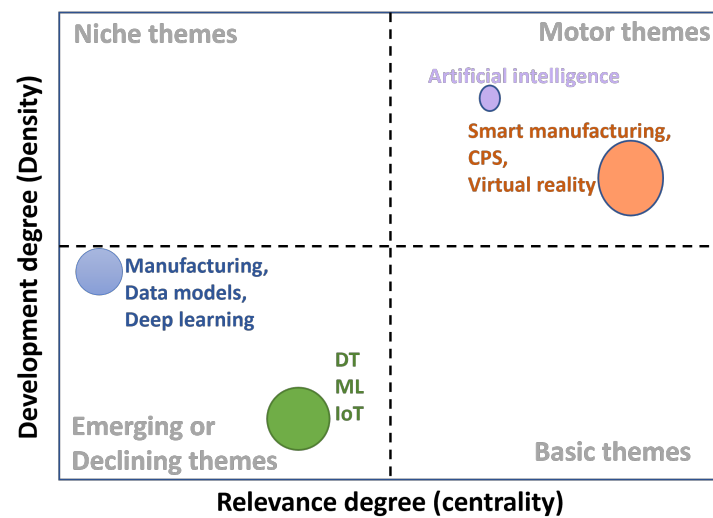 Niche themes
Motor themes
Artificial intelligence
Smart manufacturing,
CPS,
Virtual reality
Development degree (Density)
Manufacturing,
Data models,
Deep learning
DT
ML
IoT
Emerging or
Declining themes
Basic themes
Relevance degree (centrality)